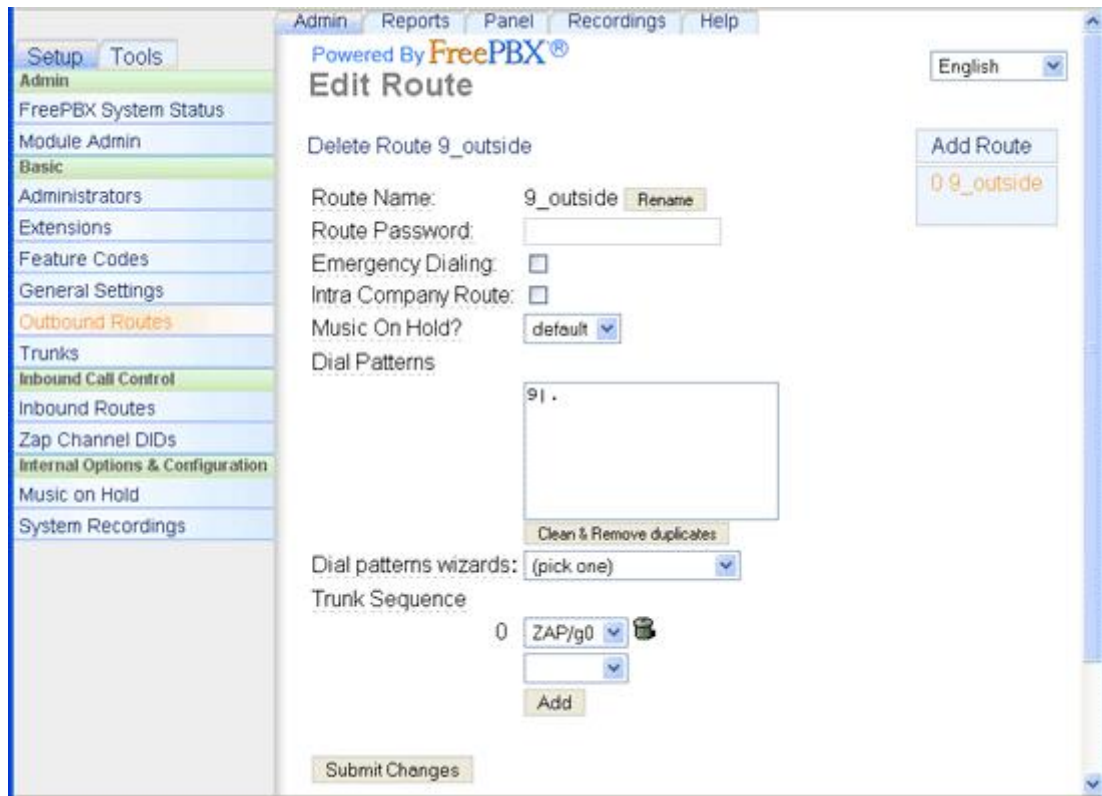 Admin Reports Panel Recordings Help
Setup Tools
Admin
FreePBX System Status
Module Admin
Basic
Administrators
Extensions
Feature Codes
General Settings
Outbound Routes
Trunks
Inbound Call Control
Inbound Routes
Zap Channel DIDs
Internal Options & Configuration
Music on Hold
System Recordings
Powered By FreePBX®
English
Edit Route
Delete Route 9_outside
Add Route
0 9_outside
Route Name: 9_outside Rename
Route Password:
Emergency Dialing:
Intra Company Route:
Music On Hold? default
Dial Patterns
9|.
Clean & Remove duplicates
Dial patterns wizards: (pick one)
Trunk Sequence
0 ZAP/g0
Add
Submit Changes